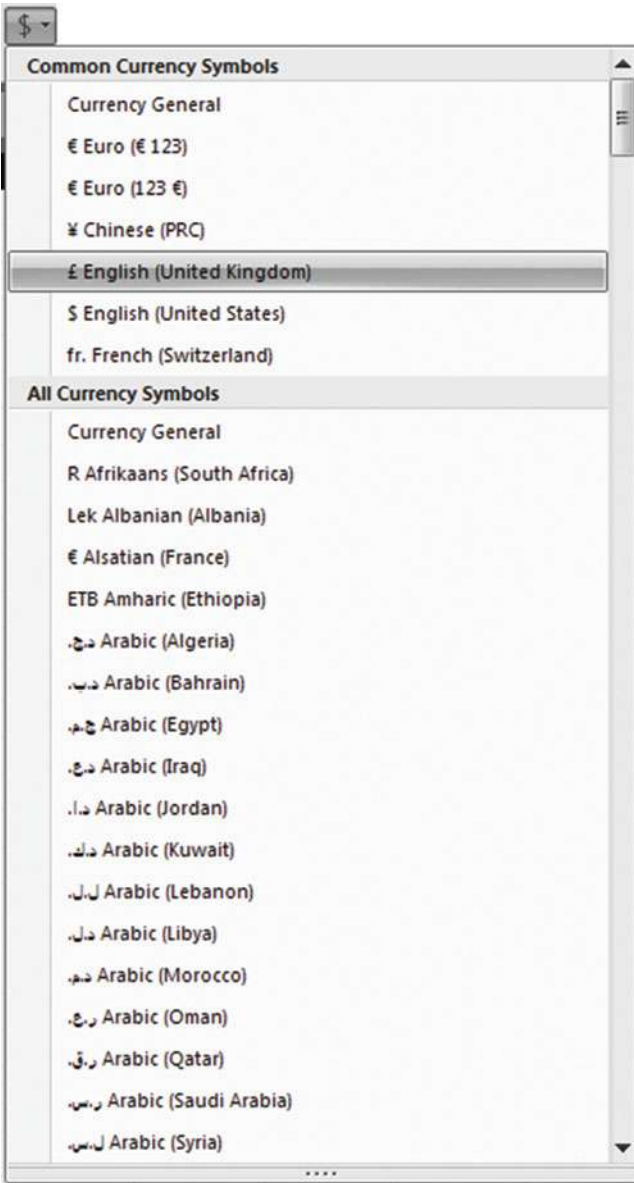 $
Common Currency Symbols
Currency General
€ Euro (€ 123)
€ Euro (123 €)
¥ Chinese (PRC)
£ English (United Kingdom)
$ English (United States)
fr. French (Switzerland)
All Currency Symbols
Currency General
R Afrikaans (South Africa)
Lek Albanian (Albania)
€ Alsatian (France)
ETB Amharic (Ethiopia)
د.ج. Arabic (Algeria)
د.ب. Arabic (Bahrain)
ج.م. Arabic (Egypt)
د.ع. Arabic (Iraq)
د.ا. Arabic (Jordan)
د.ك. Arabic (Kuwait)
ل.ل. Arabic (Lebanon)
د.ل. Arabic (Libya)
د.م. Arabic (Morocco)
ر.ع. Arabic (Oman)
ر.ق. Arabic (Qatar)
ر.س. Arabic (Saudi Arabia)
ل.س. Arabic (Syria)